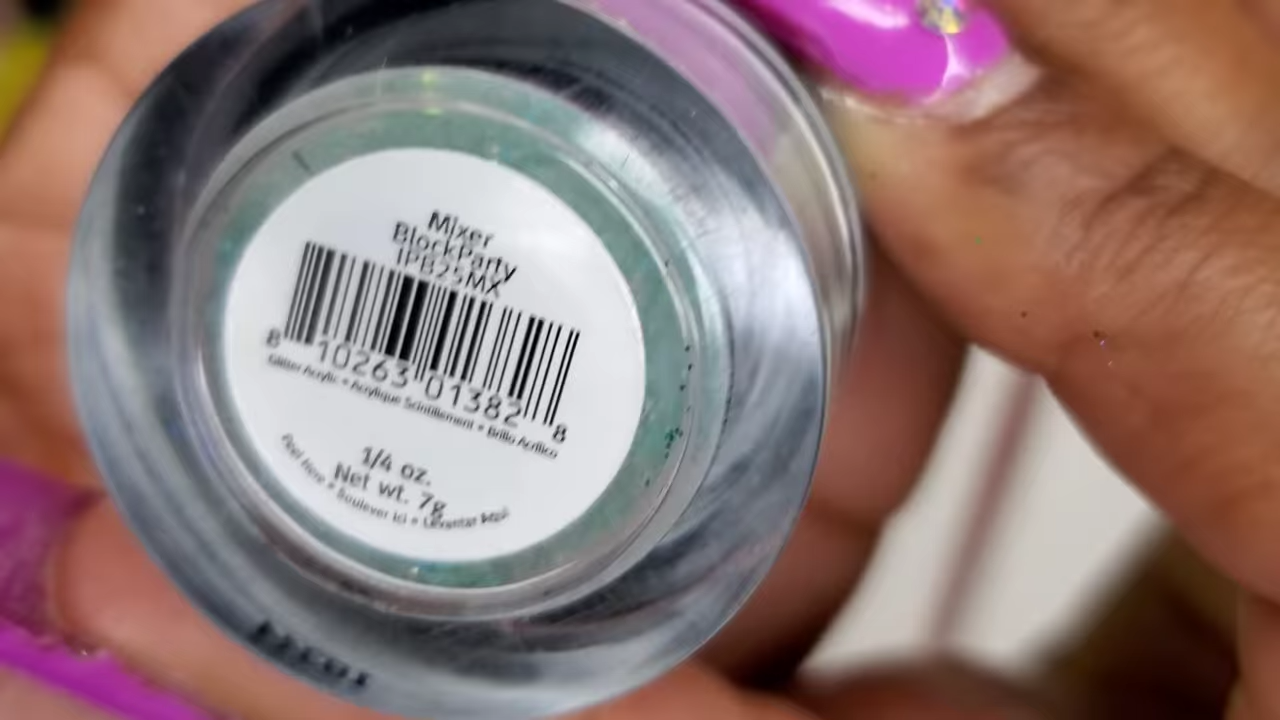 Mixer
BlockParty
IPB25MX
8 10263 01382 8
Glitter Acrylic • Acrylique Scintillement • Brillo Acrílico
1/4 oz.
Net wt. 7g
Peel here • Soulever ici • Levantar Aquí